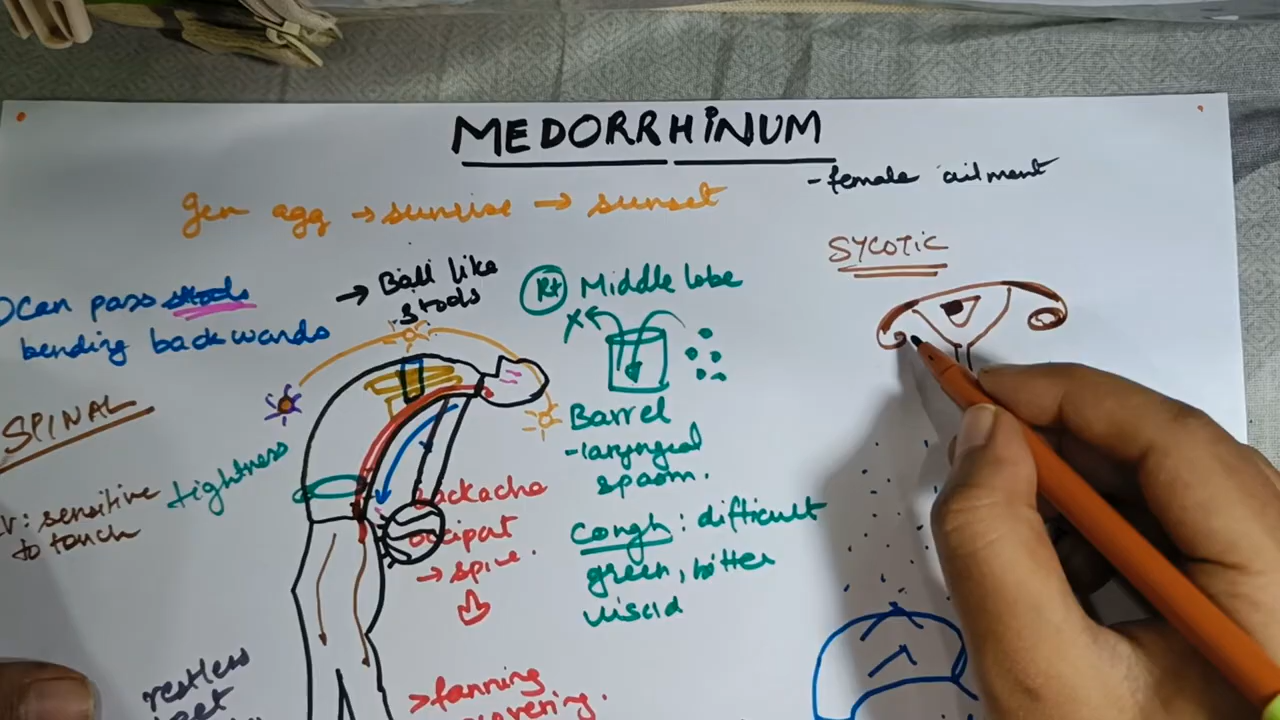 MEDORRHINUM
- female ailment
gen agg → sunrise → sunset
SYCOTIC
Can pass stools
bending backwards
→ Ball like
stools
Rt Middle lobe
X
SPINAL
tightness
Barrel
- laryngeal
spasm.
: sensitive
to touch
backache
occiput
→ spine.
Cough : difficult
green, bitter
viscid
restless
feet
> fanning